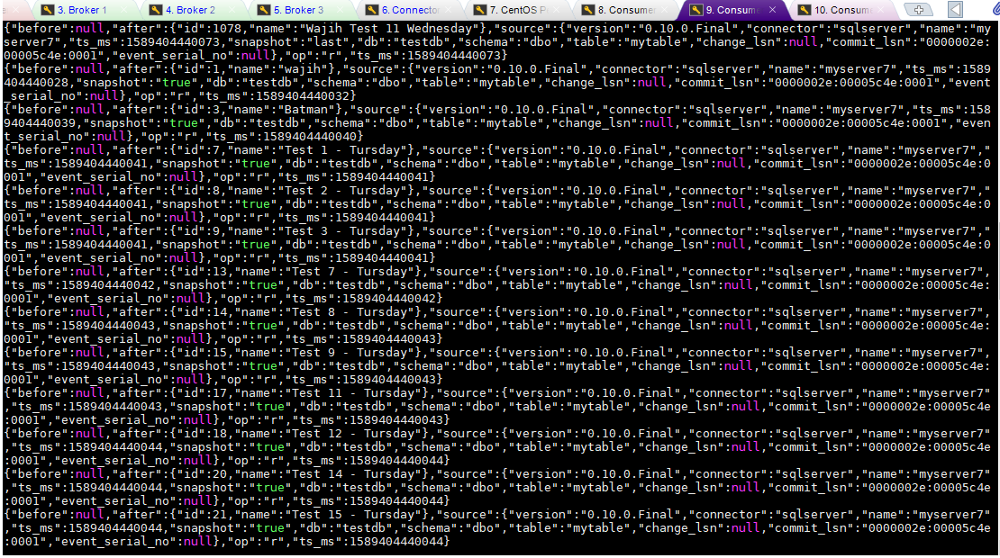 3. Broker 1 4. Broker 2 5. Broker 3 6. Connecto 7. CentOS 8. Consume 9. Consum 10. Consum
{"before":null,"after":{"id":1078,"name":"Wajih Test 11 Wednesday"},"source":{"version":"0.10.0.Final","connector":"sqlserver","name":"my
server7","ts_ms":1589404440073,"snapshot":"last","db":"testdb","schema":"dbo","table":"mytable","change_lsn":null,"commit_lsn":"0000002e:
00005c4e:0001","event_serial_no":null},"op":"r","ts_ms":1589404440073}
{"before":null,"after":{"id":1,"name":"wajih"},"source":{"version":"0.10.0.Final","connector":"sqlserver","name":"myserver7","ts_ms":1589
404440028,"snapshot":"true","db":"testdb","schema":"dbo","table":"mytable","change_lsn":null,"commit_lsn":"0000002e:00005c4e:0001","event
_serial_no":null},"op":"r","ts_ms":1589404440032}
{"before":null,"after":{"id":3,"name":"Batman"},"source":{"version":"0.10.0.Final","connector":"sqlserver","name":"myserver7","ts_ms":158
9404440039,"snapshot":"true","db":"testdb","schema":"dbo","table":"mytable","change_lsn":null,"commit_lsn":"0000002e:00005c4e:0001","even
t_serial_no":null},"op":"r","ts_ms":1589404440040}
{"before":null,"after":{"id":7,"name":"Test 1 - Tursday"},"source":{"version":"0.10.0.Final","connector":"sqlserver","name":"myserver7","
ts_ms":1589404440041,"snapshot":"true","db":"testdb","schema":"dbo","table":"mytable","change_lsn":null,"commit_lsn":"0000002e:00005c4e:0
001","event_serial_no":null},"op":"r","ts_ms":1589404440041}
{"before":null,"after":{"id":8,"name":"Test 2 - Tursday"},"source":{"version":"0.10.0.Final","connector":"sqlserver","name":"myserver7","
ts_ms":1589404440041,"snapshot":"true","db":"testdb","schema":"dbo","table":"mytable","change_lsn":null,"commit_lsn":"0000002e:00005c4e:0
001","event_serial_no":null},"op":"r","ts_ms":1589404440041}
{"before":null,"after":{"id":9,"name":"Test 3 - Tursday"},"source":{"version":"0.10.0.Final","connector":"sqlserver","name":"myserver7","
ts_ms":1589404440041,"snapshot":"true","db":"testdb","schema":"dbo","table":"mytable","change_lsn":null,"commit_lsn":"0000002e:00005c4e:0
001","event_serial_no":null},"op":"r","ts_ms":1589404440041}
{"before":null,"after":{"id":13,"name":"Test 7 - Tursday"},"source":{"version":"0.10.0.Final","connector":"sqlserver","name":"myserver7",
"ts_ms":1589404440042,"snapshot":"true","db":"testdb","schema":"dbo","table":"mytable","change_lsn":null,"commit_lsn":"0000002e:00005c4e:
0001","event_serial_no":null},"op":"r","ts_ms":1589404440042}
{"before":null,"after":{"id":14,"name":"Test 8 - Tursday"},"source":{"version":"0.10.0.Final","connector":"sqlserver","name":"myserver7",
"ts_ms":1589404440043,"snapshot":"true","db":"testdb","schema":"dbo","table":"mytable","change_lsn":null,"commit_lsn":"0000002e:00005c4e:
0001","event_serial_no":null},"op":"r","ts_ms":1589404440043}
{"before":null,"after":{"id":15,"name":"Test 9 - Tursday"},"source":{"version":"0.10.0.Final","connector":"sqlserver","name":"myserver7",
"ts_ms":1589404440043,"snapshot":"true","db":"testdb","schema":"dbo","table":"mytable","change_lsn":null,"commit_lsn":"0000002e:00005c4e:
0001","event_serial_no":null},"op":"r","ts_ms":1589404440043}
{"before":null,"after":{"id":17,"name":"Test 11 - Tursday"},"source":{"version":"0.10.0.Final","connector":"sqlserver","name":"myserver7"
,"ts_ms":1589404440043,"snapshot":"true","db":"testdb","schema":"dbo","table":"mytable","change_lsn":null,"commit_lsn":"0000002e:00005c4e
:0001","event_serial_no":null},"op":"r","ts_ms":1589404440043}
{"before":null,"after":{"id":18,"name":"Test 12 - Tursday"},"source":{"version":"0.10.0.Final","connector":"sqlserver","name":"myserver7"
,"ts_ms":1589404440044,"snapshot":"true","db":"testdb","schema":"dbo","table":"mytable","change_lsn":null,"commit_lsn":"0000002e:00005c4e
:0001","event_serial_no":null},"op":"r","ts_ms":1589404440044}
{"before":null,"after":{"id":20,"name":"Test 14 - Tursday"},"source":{"version":"0.10.0.Final","connector":"sqlserver","name":"myserver7"
,"ts_ms":1589404440044,"snapshot":"true","db":"testdb","schema":"dbo","table":"mytable","change_lsn":null,"commit_lsn":"0000002e:00005c4e
:0001","event_serial_no":null},"op":"r","ts_ms":1589404440044}
{"before":null,"after":{"id":21,"name":"Test 15 - Tursday"},"source":{"version":"0.10.0.Final","connector":"sqlserver","name":"myserver7"
,"ts_ms":1589404440044,"snapshot":"true","db":"testdb","schema":"dbo","table":"mytable","change_lsn":null,"commit_lsn":"0000002e:00005c4e
:0001","event_serial_no":null},"op":"r","ts_ms":1589404440044}